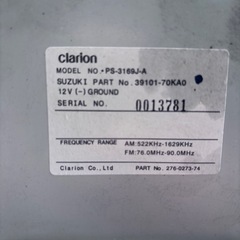 clarion
MODEL NO. PS-3169J-A
SUZUKI PART No. 39101-70KA0
12V (-) GROUND
SERIAL NO. 0013781
FREQUENCY RANGE AM:522KHz-1629KHz
FM:76.0MHz-90.0MHz
Clarion Co., Ltd. PART No. 276-0273-74